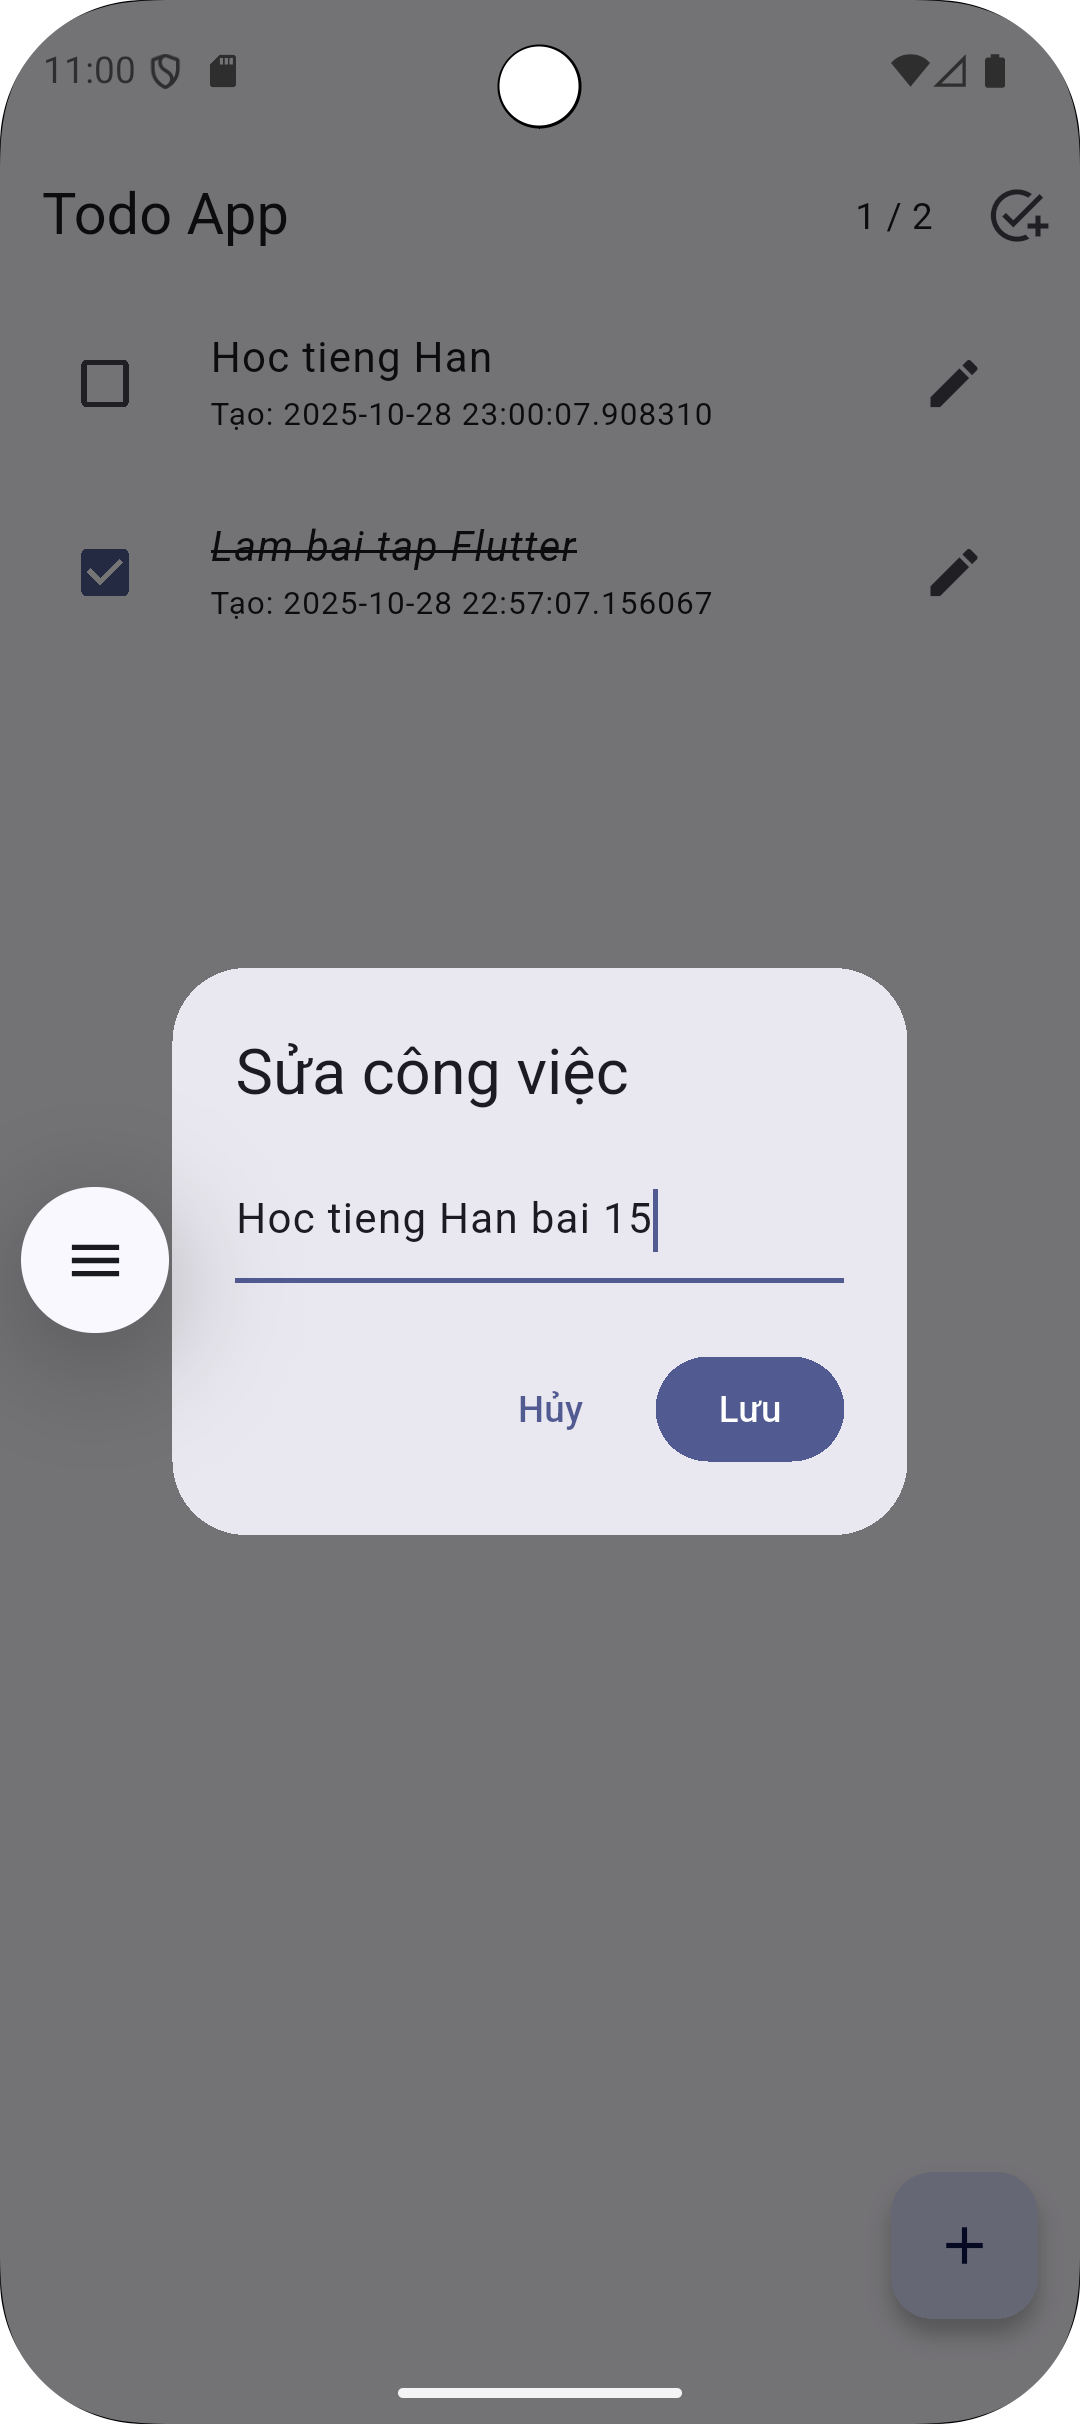 11:00
Todo App
1 / 2
Hoc tieng Han
Tạo: 2025-10-28 23:00:07.908310
Lam bai tap Flutter
Tạo: 2025-10-28 22:57:07.156067
Sửa công việc
Hoc tieng Han bai 15
Hủy
Lưu